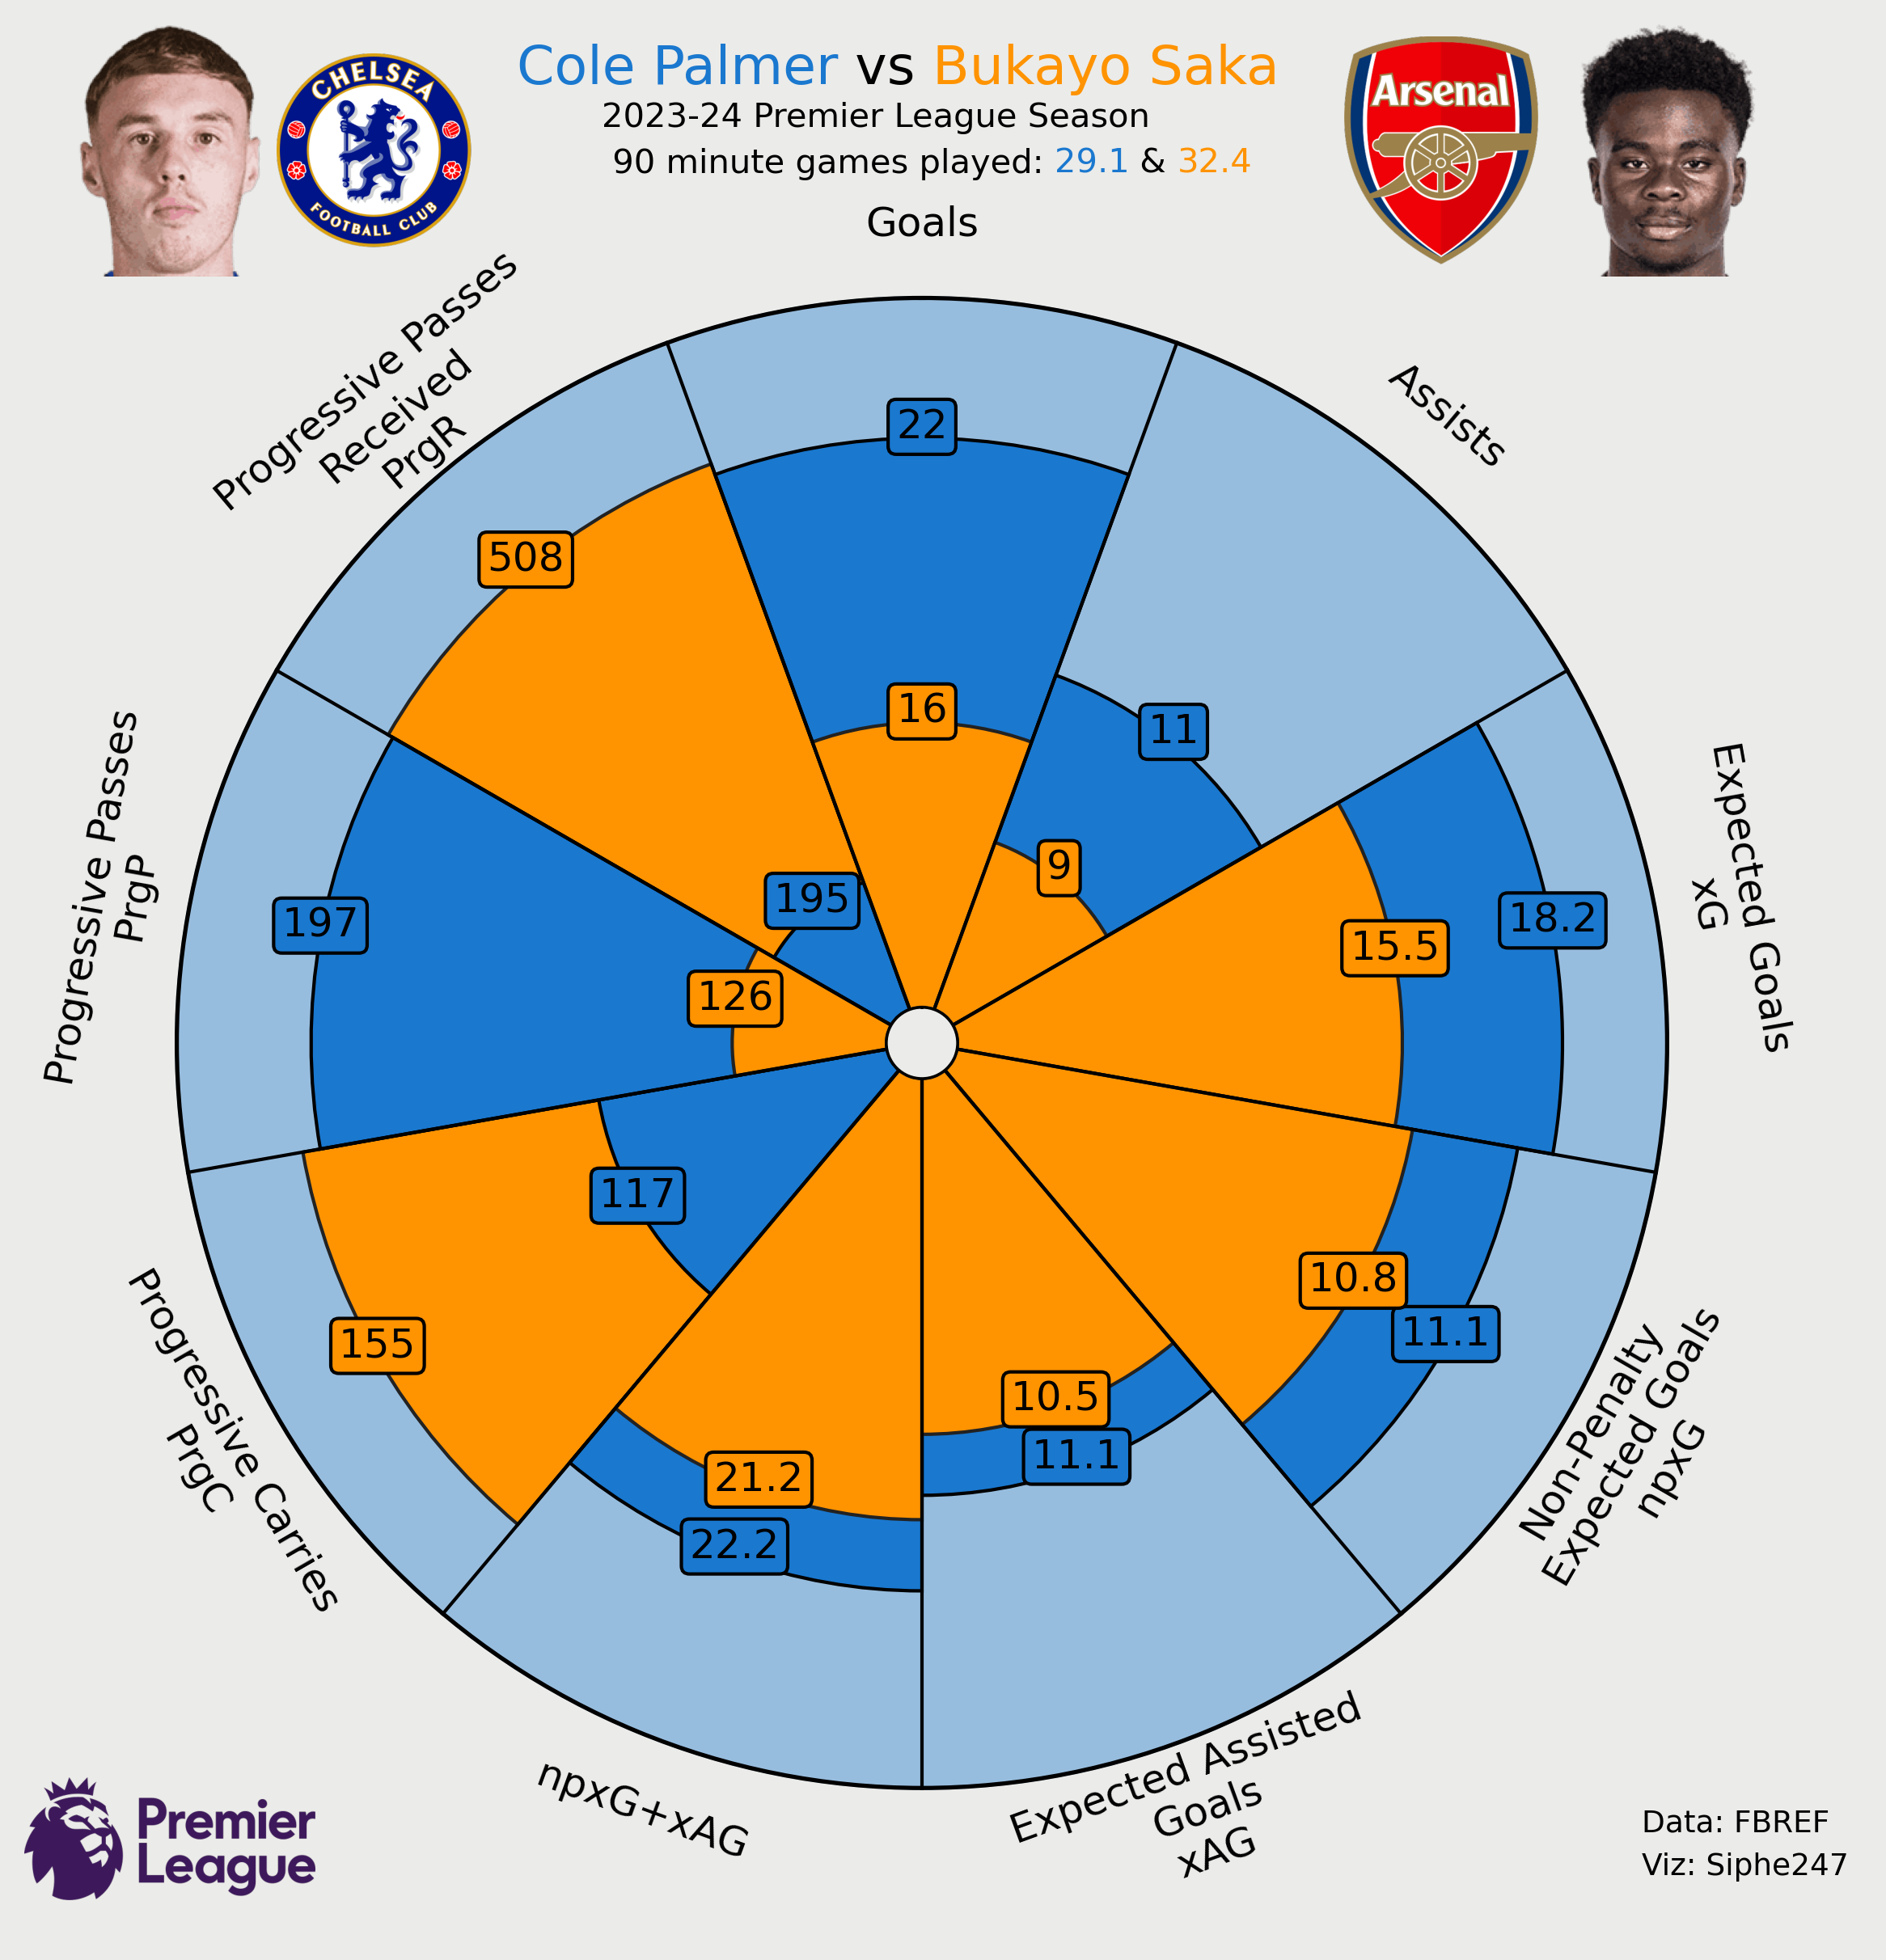 CHELSEA
FOOTBALL CLUB
Cole Palmer vs Bukayo Saka
2023-24 Premier League Season
90 minute games played: 29.1 & 32.4
Arsenal
Goals
22
16
Assists
11
9
Expected Goals
xG
18.2
15.5
Non-Penalty
Expected Goals
npxG
10.8
11.1
Expected Assisted
Goals
xAG
10.5
11.1
npxG+xAG
21.2
22.2
Progressive Carries
PrgC
117
155
Progressive Passes
PrgP
197
126
Progressive Passes
Received
PrgR
508
195
Premier
League
Data: FBREF
Viz: Siphe247